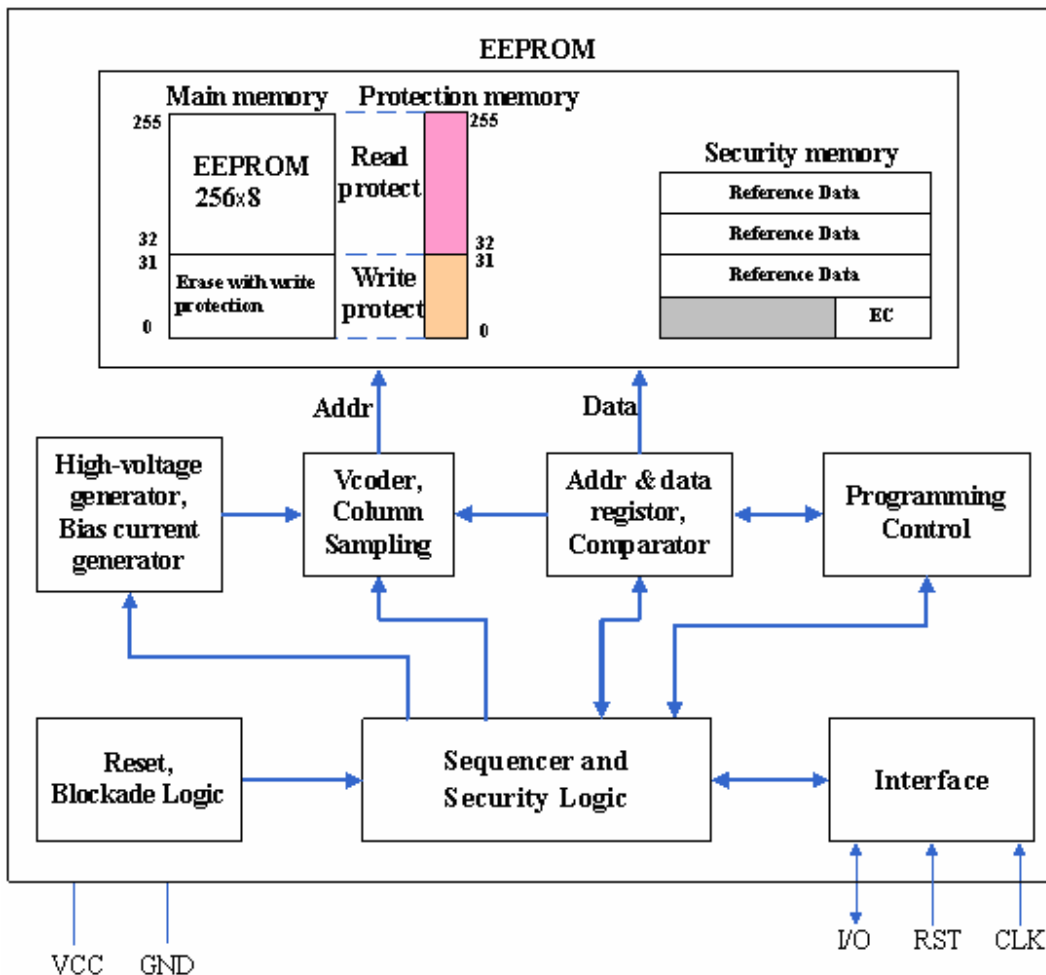 EEPROM
Main memory
Protection memory
255
255
EEPROM
256x8
Read
protect
Security memory
Reference Data
Reference Data
Reference Data
EC
32
31
32
31
Erase with write
protection
Write
protect
0
0
Addr
Data
High-voltage
generator,
Bias current
generator
Vcoder,
Column
Sampling
Addr & data
registor,
Comparator
Programming
Control
Reset,
Blockade Logic
Sequencer and
Security Logic
Interface
VCC
GND
I/O
RST
CLK